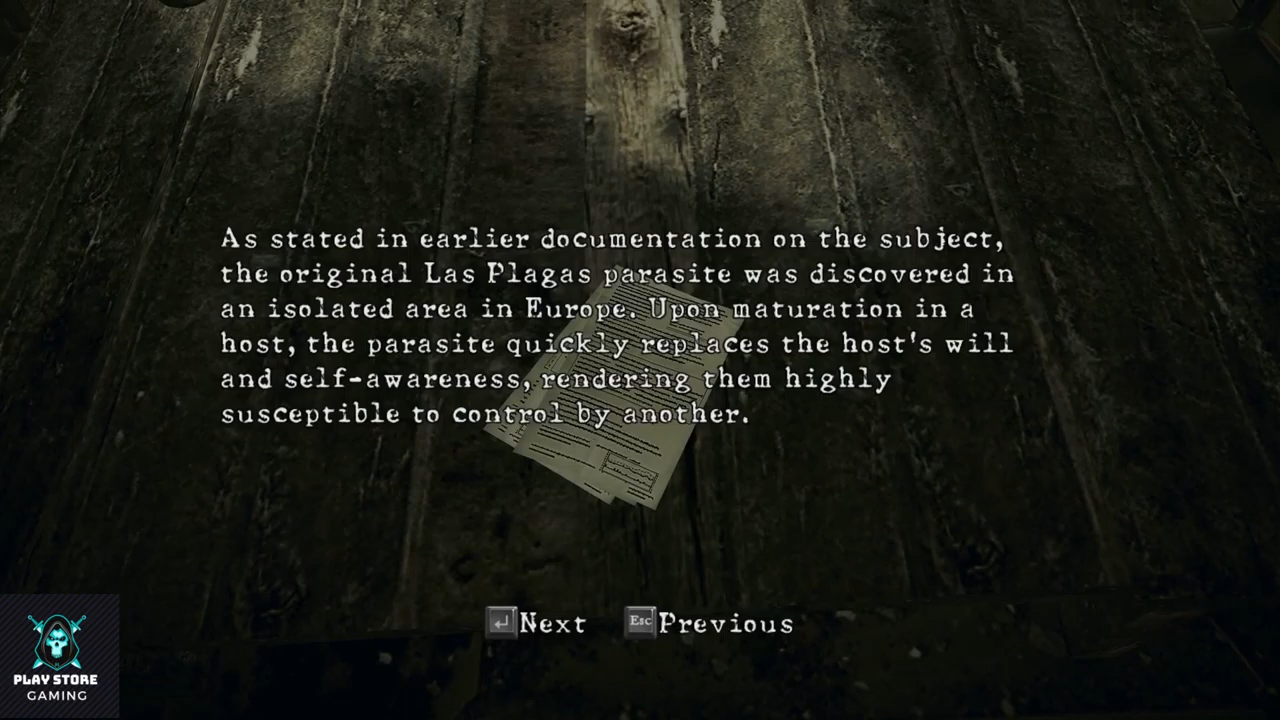 As stated in earlier documentation on the subject,
the original Las Plagas parasite was discovered in
an isolated area in Europe. Upon maturation in a
host, the parasite quickly replaces the host's will
and self-awareness, rendering them highly
susceptible to control by another.
Next
Esc Previous
PLAY STORE
GAMING